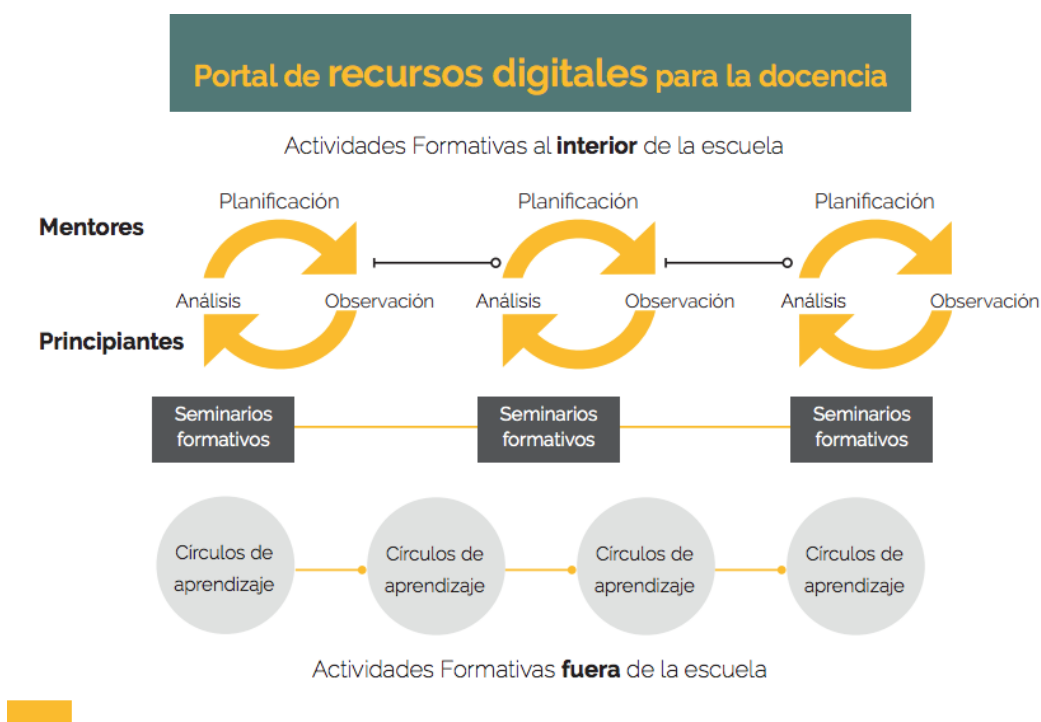 Portal de recursos digitales para la docencia
Actividades Formativas al interior de la escuela
Planificación Planificación Planificación
Mentores
Análisis Observación Análisis Observación Análisis Observación
Principiantes
Seminarios Seminarios Seminarios
formativos formativos formativos
Círculos de Círculos de Círculos de Círculos de
aprendizaje aprendizaje aprendizaje aprendizaje
Actividades Formativas fuera de la escuela